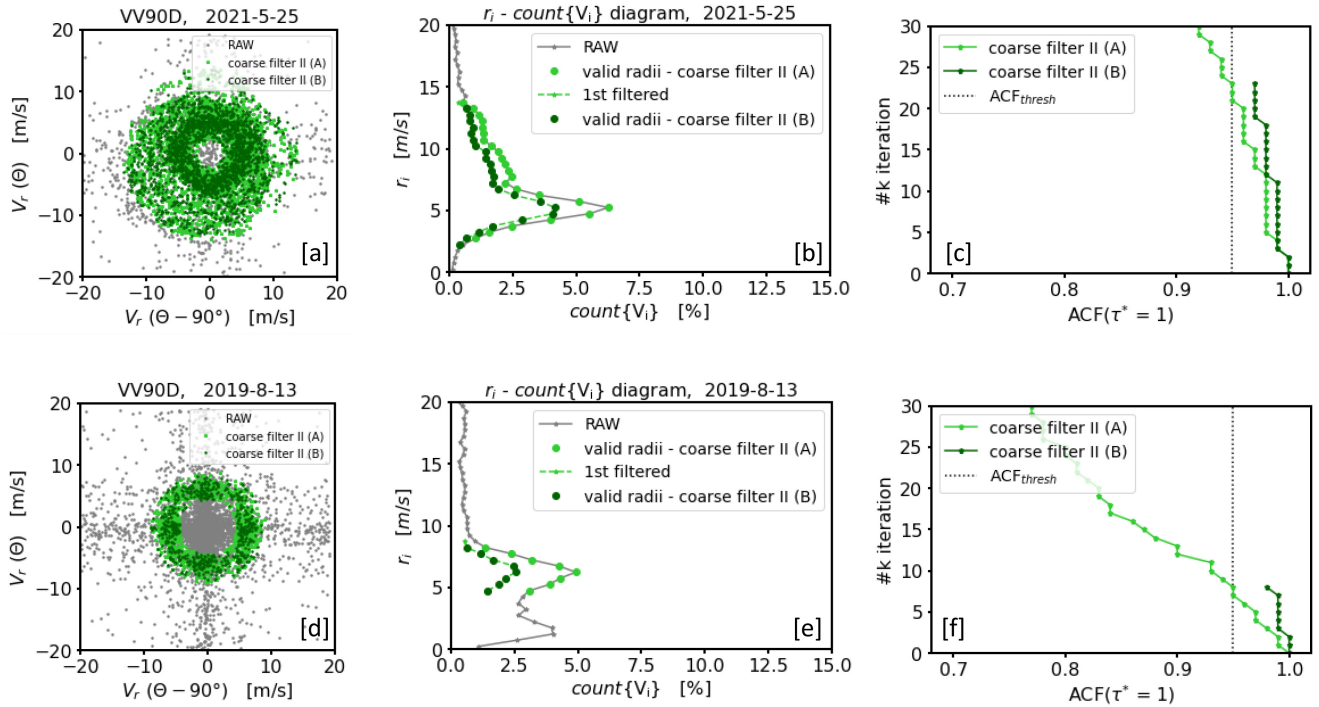 VV90D,   2021-5-25
20
10
0
−10
−20
−20
−10
0
10
20
V_r (Θ)   [m/s]
V_r (Θ − 90°)   [m/s]
RAW
coarse filter II (A)
coarse filter II (B)
[a]
r_i - count{V_i} diagram,  2021-5-25
20
15
10
5
0
0.0
2.5
5.0
7.5
10.0
12.5
15.0
r_i   [m/s]
count{V_i}   [%]
RAW
valid radii - coarse filter II (A)
1st filtered
valid radii - coarse filter II (B)
[b]
30
25
20
15
10
5
0
0.7
0.8
0.9
1.0
#k iteration
ACF(τ* = 1)
coarse filter II (A)
coarse filter II (B)
ACF_thresh
[c]
VV90D,   2019-8-13
20
10
0
−10
−20
−20
−10
0
10
20
V_r (Θ)   [m/s]
V_r (Θ − 90°)   [m/s]
RAW
coarse filter II (A)
coarse filter II (B)
[d]
r_i - count{V_i} diagram,  2019-8-13
20
15
10
5
0
0.0
2.5
5.0
7.5
10.0
12.5
15.0
r_i   [m/s]
count{V_i}   [%]
RAW
valid radii - coarse filter II (A)
1st filtered
valid radii - coarse filter II (B)
[e]
30
25
20
15
10
5
0
0.7
0.8
0.9
1.0
#k iteration
ACF(τ* = 1)
coarse filter II (A)
coarse filter II (B)
ACF_thresh
[f]